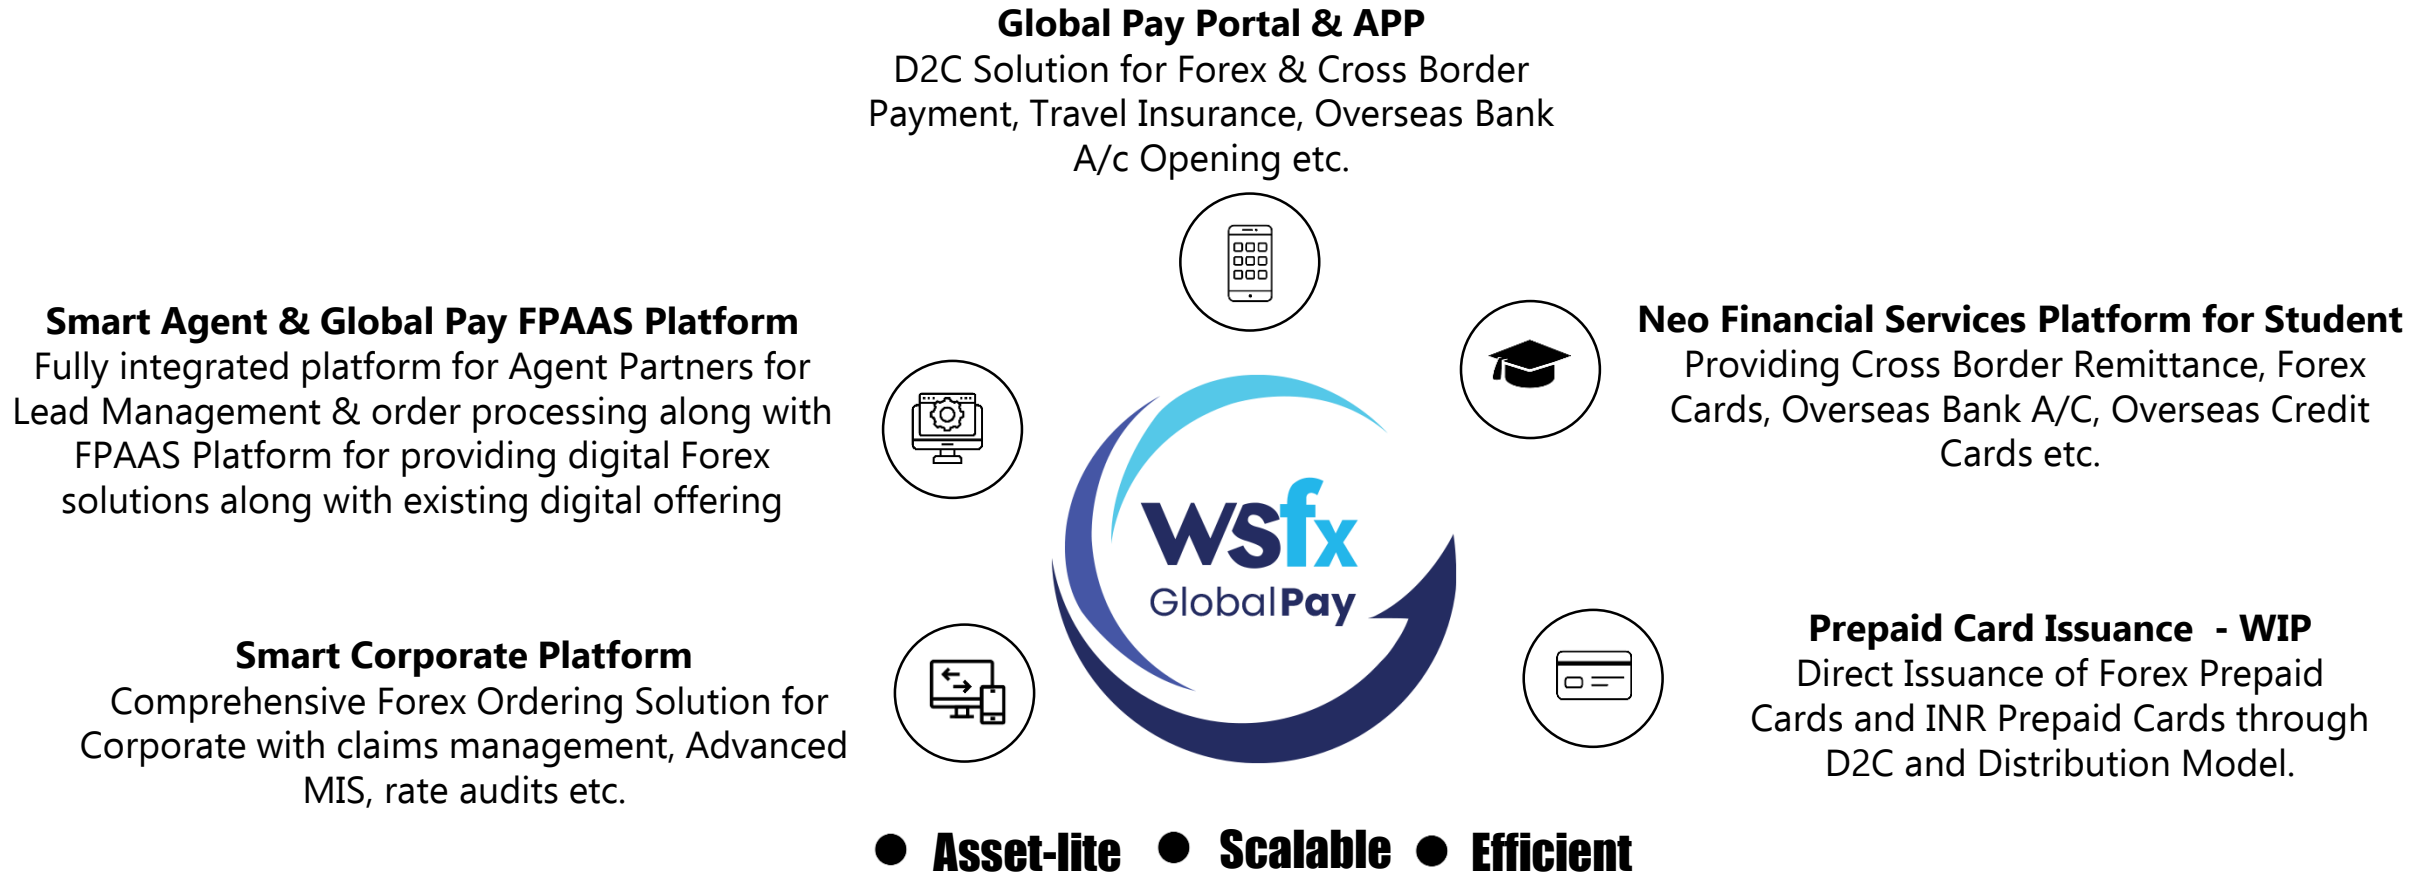 Global Pay Portal & APP
D2C Solution for Forex & Cross Border
Payment, Travel Insurance, Overseas Bank
A/c Opening etc.
Smart Agent & Global Pay FPAAS Platform
Fully integrated platform for Agent Partners for
Lead Management & order processing along with
FPAAS Platform for providing digital Forex
solutions along with existing digital offering
Neo Financial Services Platform for Student
Providing Cross Border Remittance, Forex
Cards, Overseas Bank A/C, Overseas Credit
Cards etc.
wsfx
GlobalPay
Smart Corporate Platform
Comprehensive Forex Ordering Solution for
Corporate with claims management, Advanced
MIS, rate audits etc.
Prepaid Card Issuance - WIP
Direct Issuance of Forex Prepaid
Cards and INR Prepaid Cards through
D2C and Distribution Model.
● Asset-lite ● Scalable ● Efficient